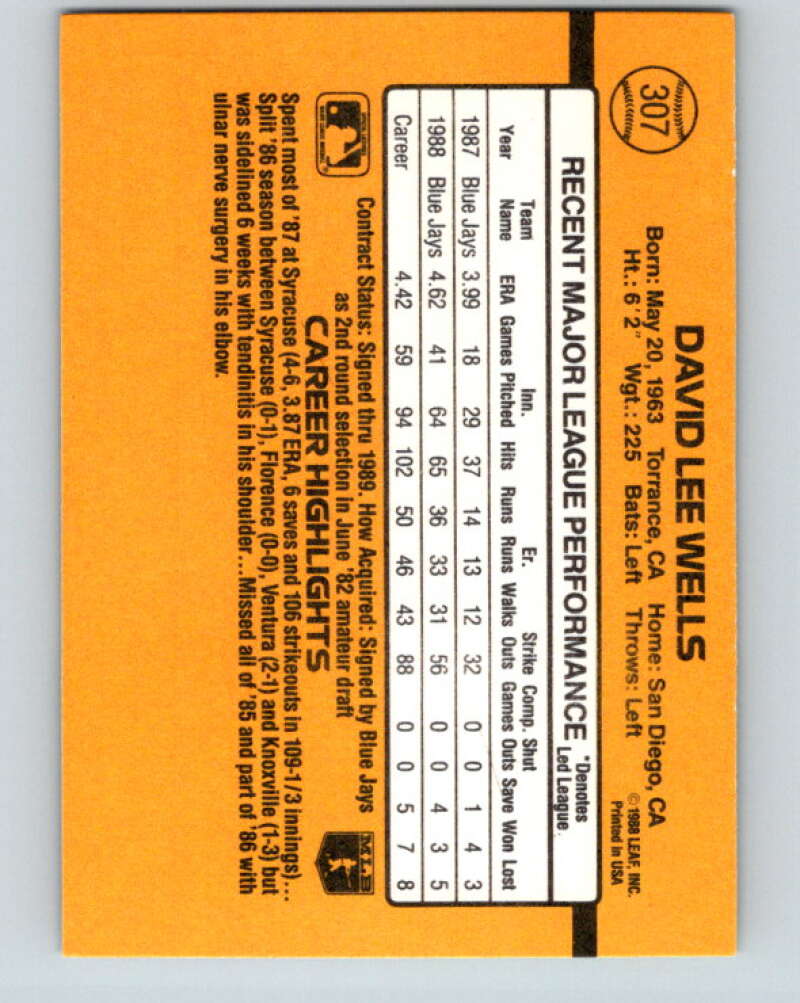 307
DAVID LEE WELLS
Born: May 20, 1963 Torrance, CA Home: San Diego, CA
Ht.: 6'2" Wgt.: 225 Bats: Left Throws: Left
© 1988 LEAF, INC.
Printed in USA
RECENT MAJOR LEAGUE PERFORMANCE *Denotes
Led League
Team Inn. Er. Strike Comp. Shut
Year Name ERA Games Pitched Hits Runs Runs Walks Outs Games Outs Save Won Lost
1987 Blue Jays 3.99 18 29 37 14 13 12 32 0 0 1 4 3
1988 Blue Jays 4.62 41 64 65 36 33 31 56 0 0 4 3 5
Career 4.42 59 94 102 50 46 43 88 0 0 5 7 8
Contract Status: Signed thru 1989. How Acquired: Signed by Blue Jays
as 2nd round selection in June '82 amateur draft
MLB
CAREER HIGHLIGHTS
Spent most of '87 at Syracuse (4-6, 3.87 ERA, 6 saves and 106 strikeouts in 109-1/3 innings)...
Split '86 season between Syracuse (0-1), Florence (0-0), Ventura (2-1) and Knoxville (1-3) but
was sidelined 6 weeks with tendinitis in his shoulder...Missed all of '85 and part of '86 with
ulnar nerve surgery in his elbow.